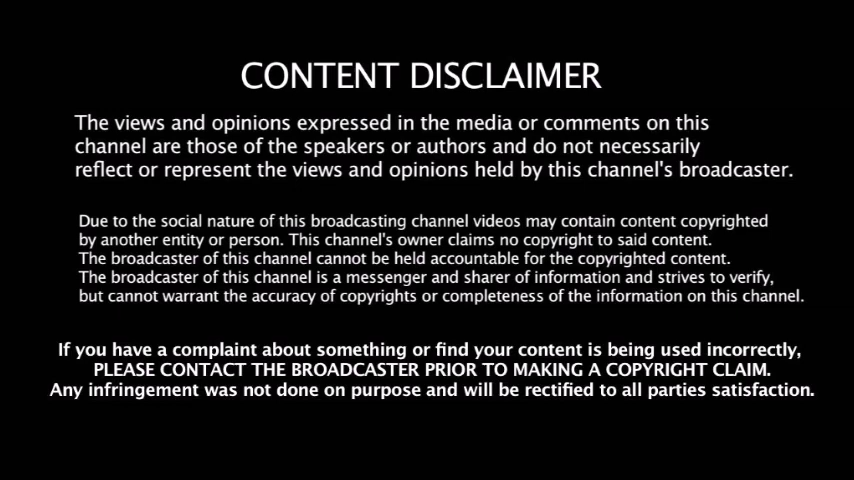 CONTENT DISCLAIMER
The views and opinions expressed in the media or comments on this
channel are those of the speakers or authors and do not necessarily
reflect or represent the views and opinions held by this channel's broadcaster.
Due to the social nature of this broadcasting channel videos may contain content copyrighted
by another entity or person. This channel's owner claims no copyright to said content.
The broadcaster of this channel cannot be held accountable for the copyrighted content.
The broadcaster of this channel is a messenger and sharer of information and strives to verify,
but cannot warrant the accuracy of copyrights or completeness of the information on this channel.
If you have a complaint about something or find your content is being used incorrectly,
PLEASE CONTACT THE BROADCASTER PRIOR TO MAKING A COPYRIGHT CLAIM.
Any infringement was not done on purpose and will be rectified to all parties satisfaction.